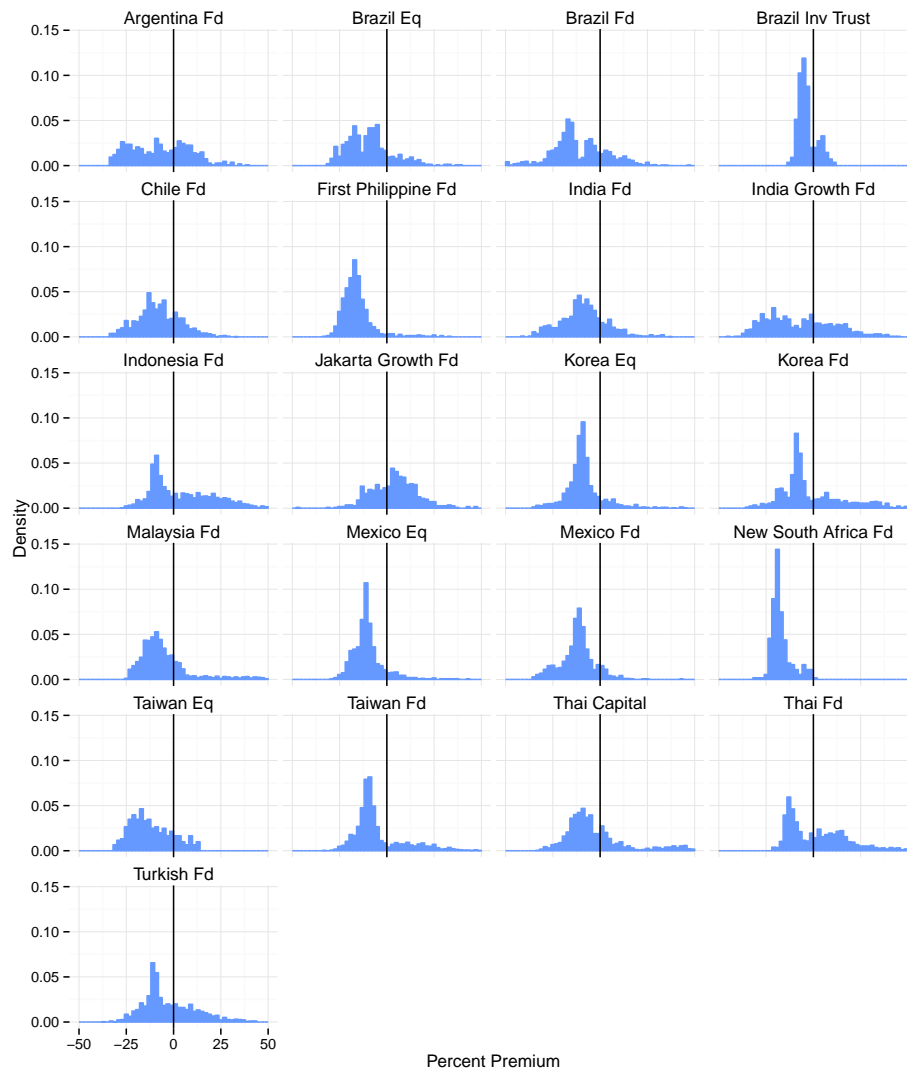 Argentina Fd
Brazil Eq
Brazil Fd
Brazil Inv Trust
0.15
0.10
0.05
0.00
Chile Fd
First Philippine Fd
India Fd
India Growth Fd
0.15
0.10
0.05
0.00
Indonesia Fd
Jakarta Growth Fd
Korea Eq
Korea Fd
0.15
0.10
0.05
0.00
Density
Malaysia Fd
Mexico Eq
Mexico Fd
New South Africa Fd
0.15
0.10
0.05
0.00
Taiwan Eq
Taiwan Fd
Thai Capital
Thai Fd
0.15
0.10
0.05
0.00
Turkish Fd
0.15
0.10
0.05
0.00
−50 −25 0 25 50
Percent Premium